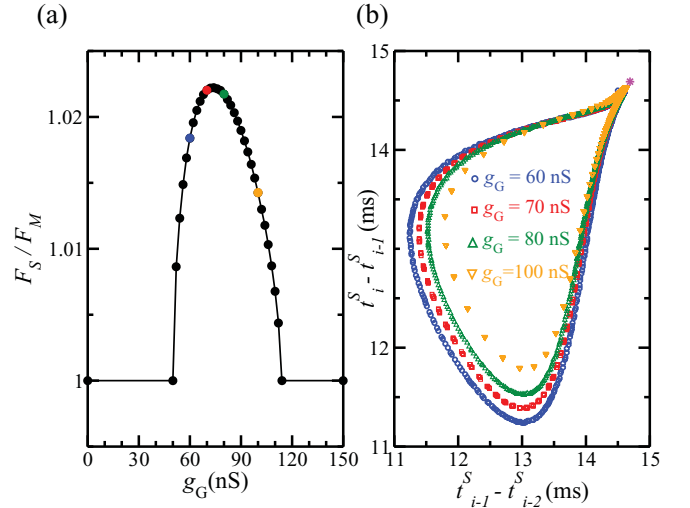 (a)
(b)
1.02
1.01
1
F_S / F_M
0 30 60 90 120 150
g_G(nS)
15
14
12
11
t^S_i - t^S_{i-1} (ms)
g_G = 60 nS
g_G = 70 nS
g_G = 80 nS
g_G =100 nS
11 12 13 14 15
t^S_{i-1} - t^S_{i-2} (ms)